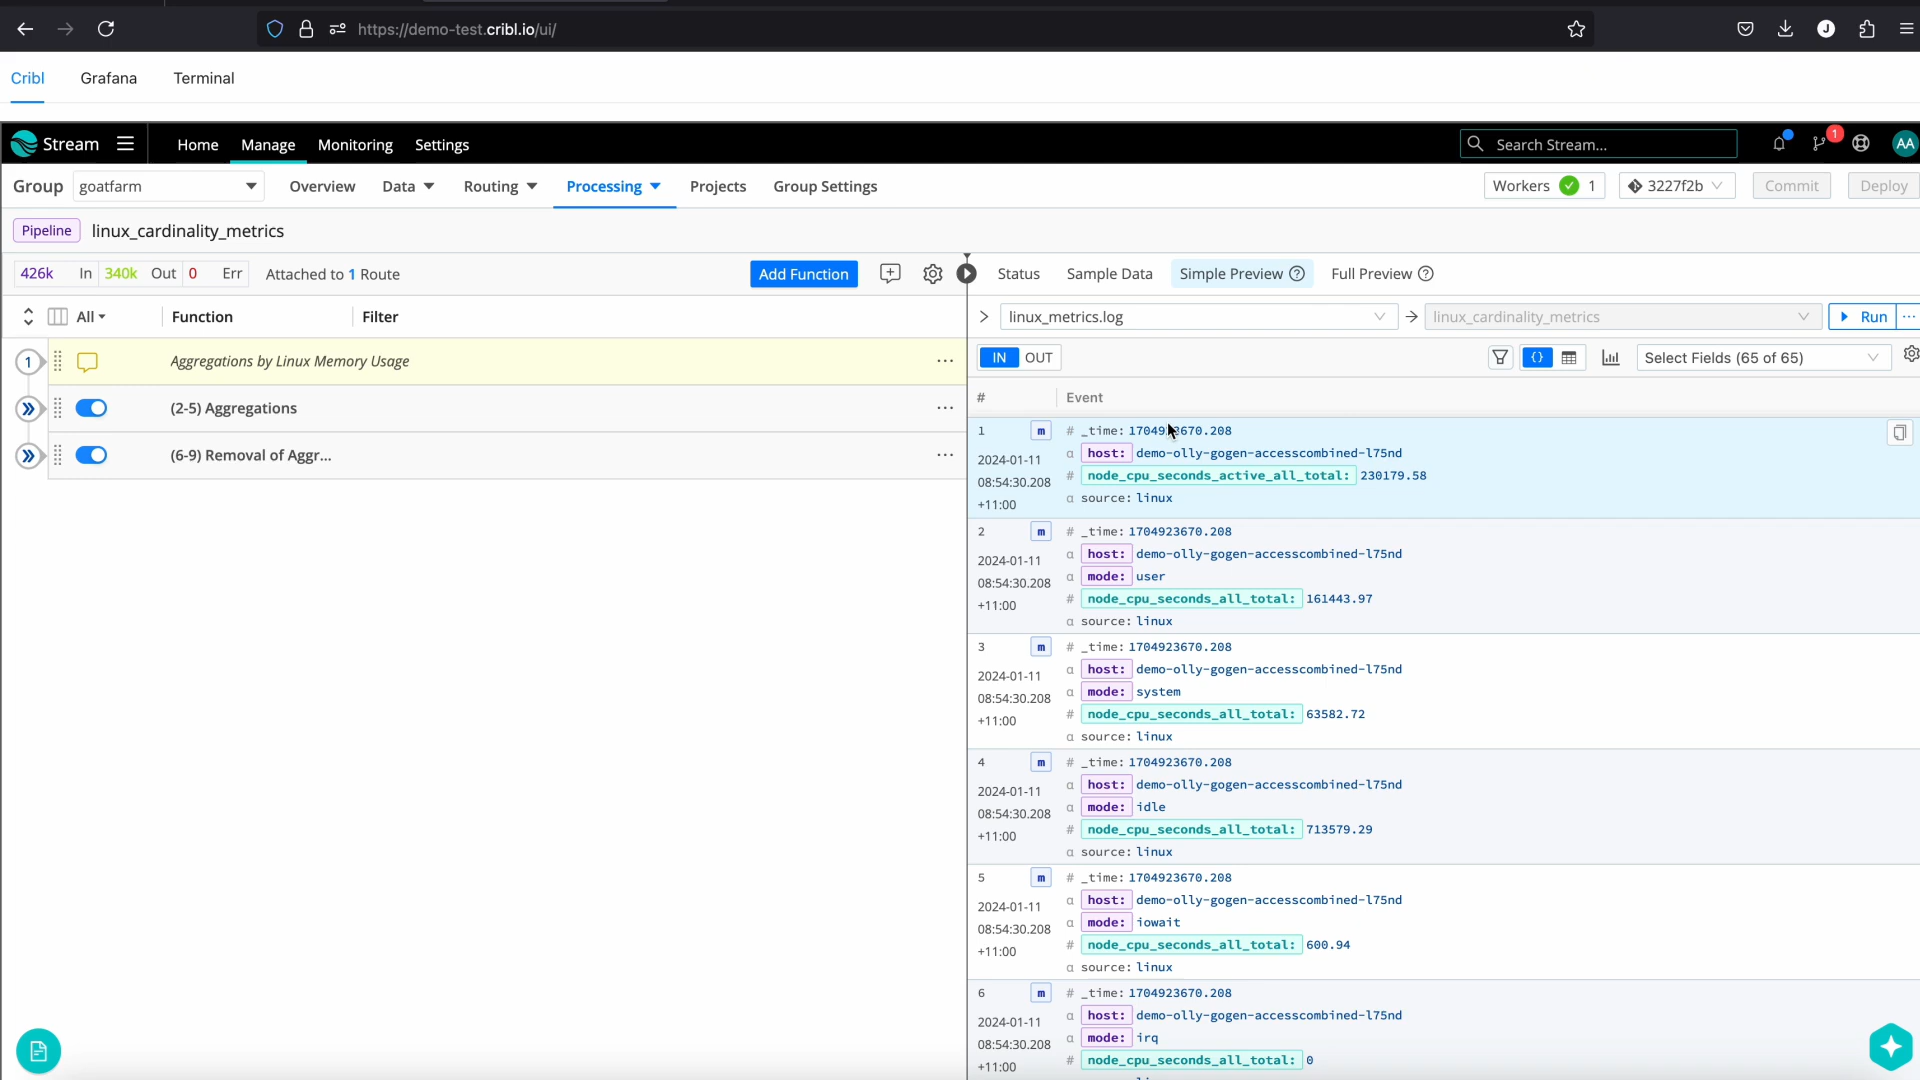 https://demo-test.cribl.io/ui/
J
Cribl Grafana Terminal
Stream Home Manage Monitoring Settings Search Stream... 1 AA
Group goatfarm Overview Data Routing Processing Projects Group Settings Workers 1 3227f2b Commit Deploy
Pipeline linux_cardinality_metrics
426k In 340k Out 0 Err Attached to 1 Route Add Function Status Sample Data Simple Preview ? Full Preview ?
All Function Filter
> linux_metrics.log → linux_cardinality_metrics Run ...
1 Aggregations by Linux Memory Usage ...
(2-5) Aggregations ...
(6-9) Removal of Aggr... ...
IN OUT {} Select Fields (65 of 65)
# Event
1 m # _time: 1704923670.208
2024-01-11 α host: demo-olly-gogen-accesscombined-l75nd
08:54:30.208 # node_cpu_seconds_active_all_total: 230179.58
+11:00 α source: linux
2 m # _time: 1704923670.208
2024-01-11 α host: demo-olly-gogen-accesscombined-l75nd
08:54:30.208 α mode: user
+11:00 # node_cpu_seconds_all_total: 161443.97
α source: linux
3 m # _time: 1704923670.208
2024-01-11 α host: demo-olly-gogen-accesscombined-l75nd
08:54:30.208 α mode: system
+11:00 # node_cpu_seconds_all_total: 63582.72
α source: linux
4 m # _time: 1704923670.208
2024-01-11 α host: demo-olly-gogen-accesscombined-l75nd
08:54:30.208 α mode: idle
+11:00 # node_cpu_seconds_all_total: 713579.29
α source: linux
5 m # _time: 1704923670.208
2024-01-11 α host: demo-olly-gogen-accesscombined-l75nd
08:54:30.208 α mode: iowait
+11:00 # node_cpu_seconds_all_total: 600.94
α source: linux
6 m # _time: 1704923670.208
2024-01-11 α host: demo-olly-gogen-accesscombined-l75nd
08:54:30.208 α mode: irq
+11:00 # node_cpu_seconds_all_total: 0